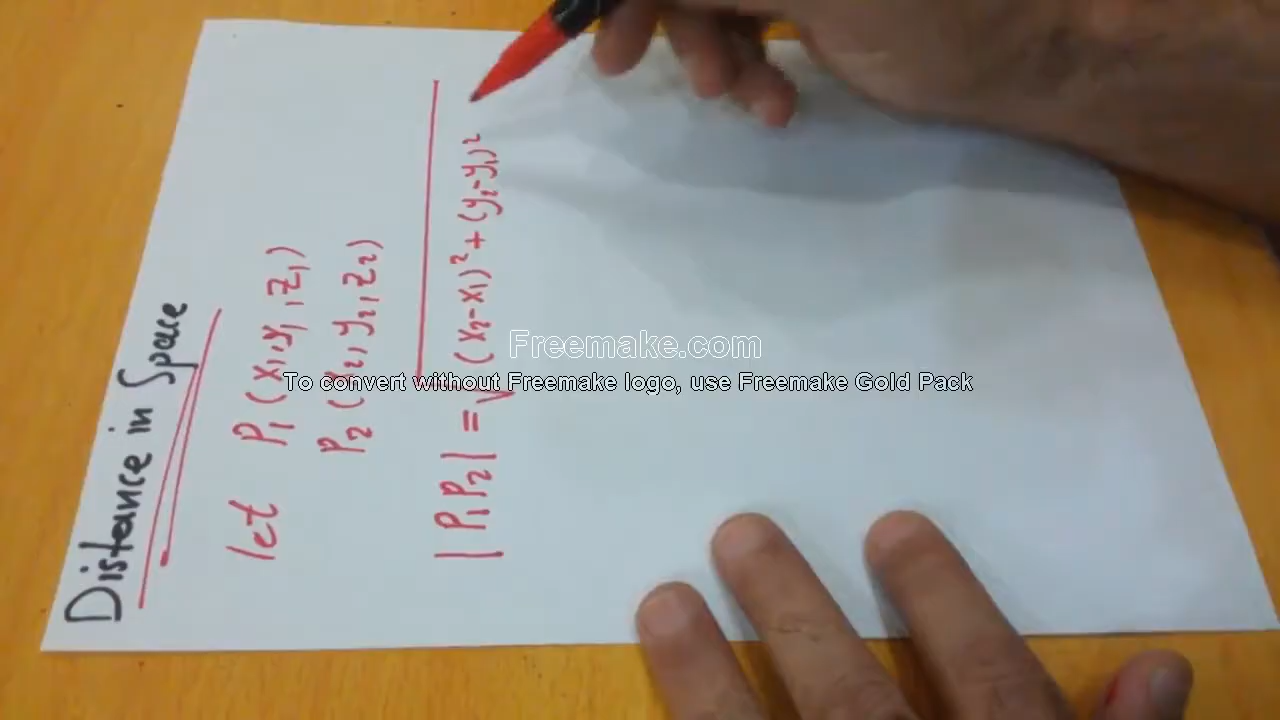 Distance in Space
let P₁(x₁,y₁,z₁)
P₂(x₂,y₂,z₂)
|P₁P₂| = √(x₂-x₁)²+(y₂-y₁)²
Freemake.com
To convert without Freemake logo, use Freemake Gold Pack